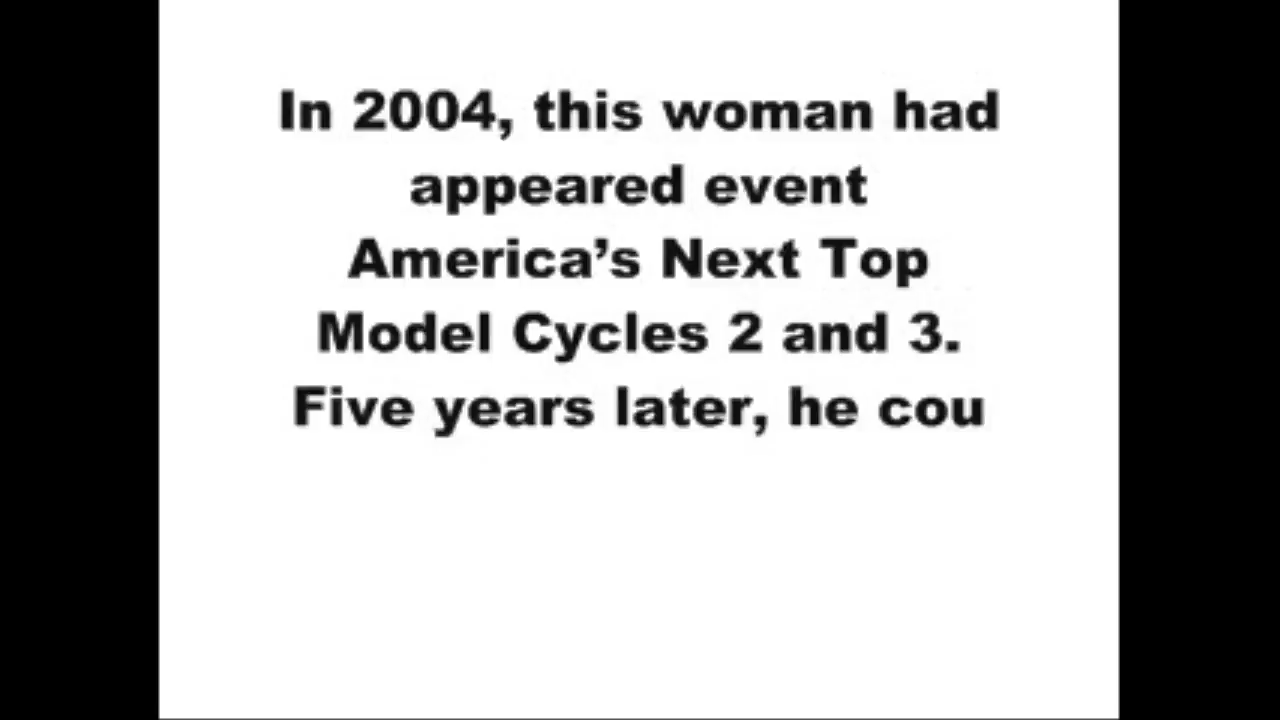 In 2004, this woman had
appeared event
America’s Next Top
Model Cycles 2 and 3.
Five years later, he cou